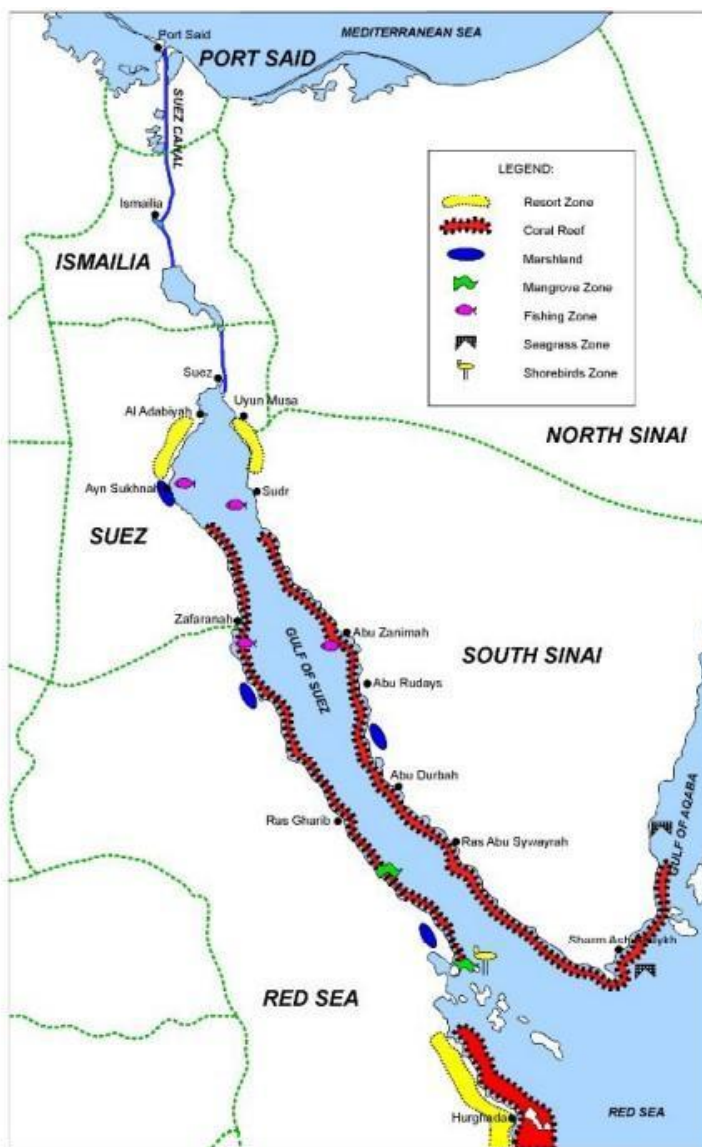 MEDITERRANEAN SEA
Port Said
PORT SAID
SUEZ CANAL
LEGEND:
Resort Zone
Coral Reef
Marshland
Mangrove Zone
Fishing Zone
Seagrass Zone
Shorebirds Zone
Ismailia
ISMAILIA
Suez
Al Adabiyah
Uyun Musa
NORTH SINAI
Ayn Sukhnah
Sudr
SUEZ
Zafaranah
GULF OF SUEZ
Abu Zanimah
SOUTH SINAI
Abu Rudays
Abu Durbah
Ras Gharib
Ras Abu Sywayrah
GULF OF AQABA
Sharm
RED SEA
Hurghada
RED SEA